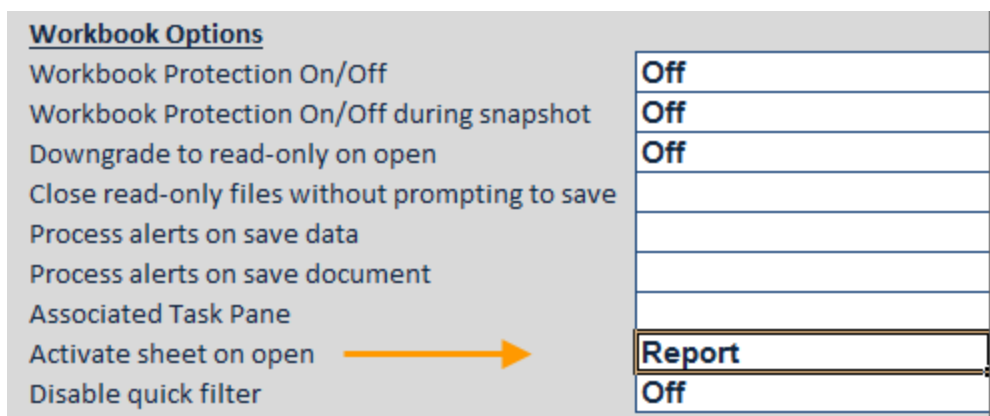 Workbook Options
Workbook Protection On/Off Off
Workbook Protection On/Off during snapshot Off
Downgrade to read-only on open Off
Close read-only files without prompting to save
Process alerts on save data
Process alerts on save document
Associated Task Pane
Activate sheet on open Report
Disable quick filter Off